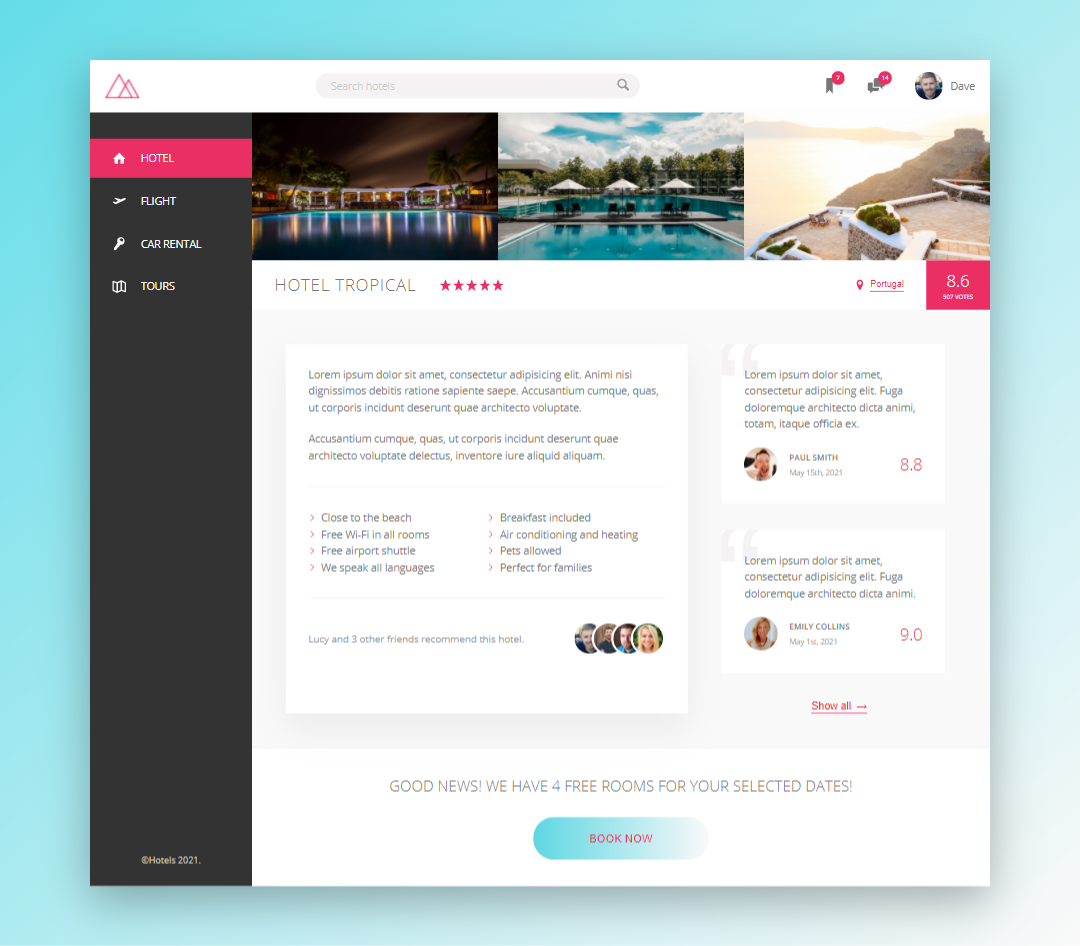 Search hotels
7
14
Dave
HOTEL
FLIGHT
CAR RENTAL
TOURS
©Hotels 2021.
HOTEL TROPICAL
Portugal
8.6
507 VOTES
Lorem ipsum dolor sit amet, consectetur adipisicing elit. Animi nisi
dignissimos debitis ratione sapiente saepe. Accusantium cumque, quas,
ut corporis incidunt deserunt quae architecto voluptate.
Accusantium cumque, quas, ut corporis incidunt deserunt quae
architecto voluptate delectus, inventore iure aliquid aliquam.
Close to the beach
Free Wi-Fi in all rooms
Free airport shuttle
We speak all languages
Breakfast included
Air conditioning and heating
Pets allowed
Perfect for families
Lucy and 3 other friends recommend this hotel.
Lorem ipsum dolor sit amet,
consectetur adipisicing elit. Fuga
doloremque architecto dicta animi,
totam, itaque officia ex.
PAUL SMITH
May 15th, 2021
8.8
Lorem ipsum dolor sit amet,
consectetur adipisicing elit. Fuga
doloremque architecto dicta animi.
EMILY COLLINS
May 1st, 2021
9.0
Show all →
GOOD NEWS! WE HAVE 4 FREE ROOMS FOR YOUR SELECTED DATES!
BOOK NOW